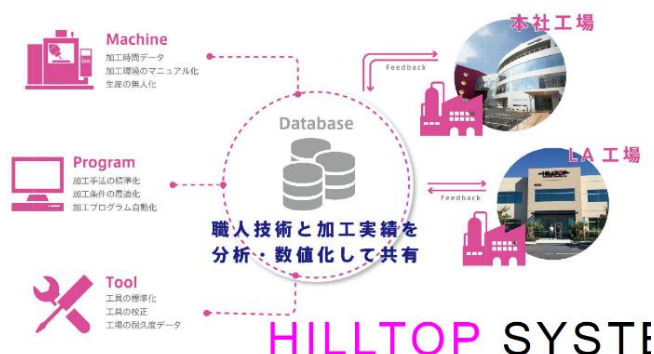 Machine
加工時間データ
加工環境のマニュアル化
生産の無人化
Program
加工手法の標準化
加工条件の最適化
加工プログラム自動化
Tool
工具の標準化
工具の校正
工場の耐久度データ
Database
職人技術と加工実績を
分析・数値化して共有
Feedback
本社工場
Feedback
LA 工場
HILLTOP
HILLTOP SYSTE